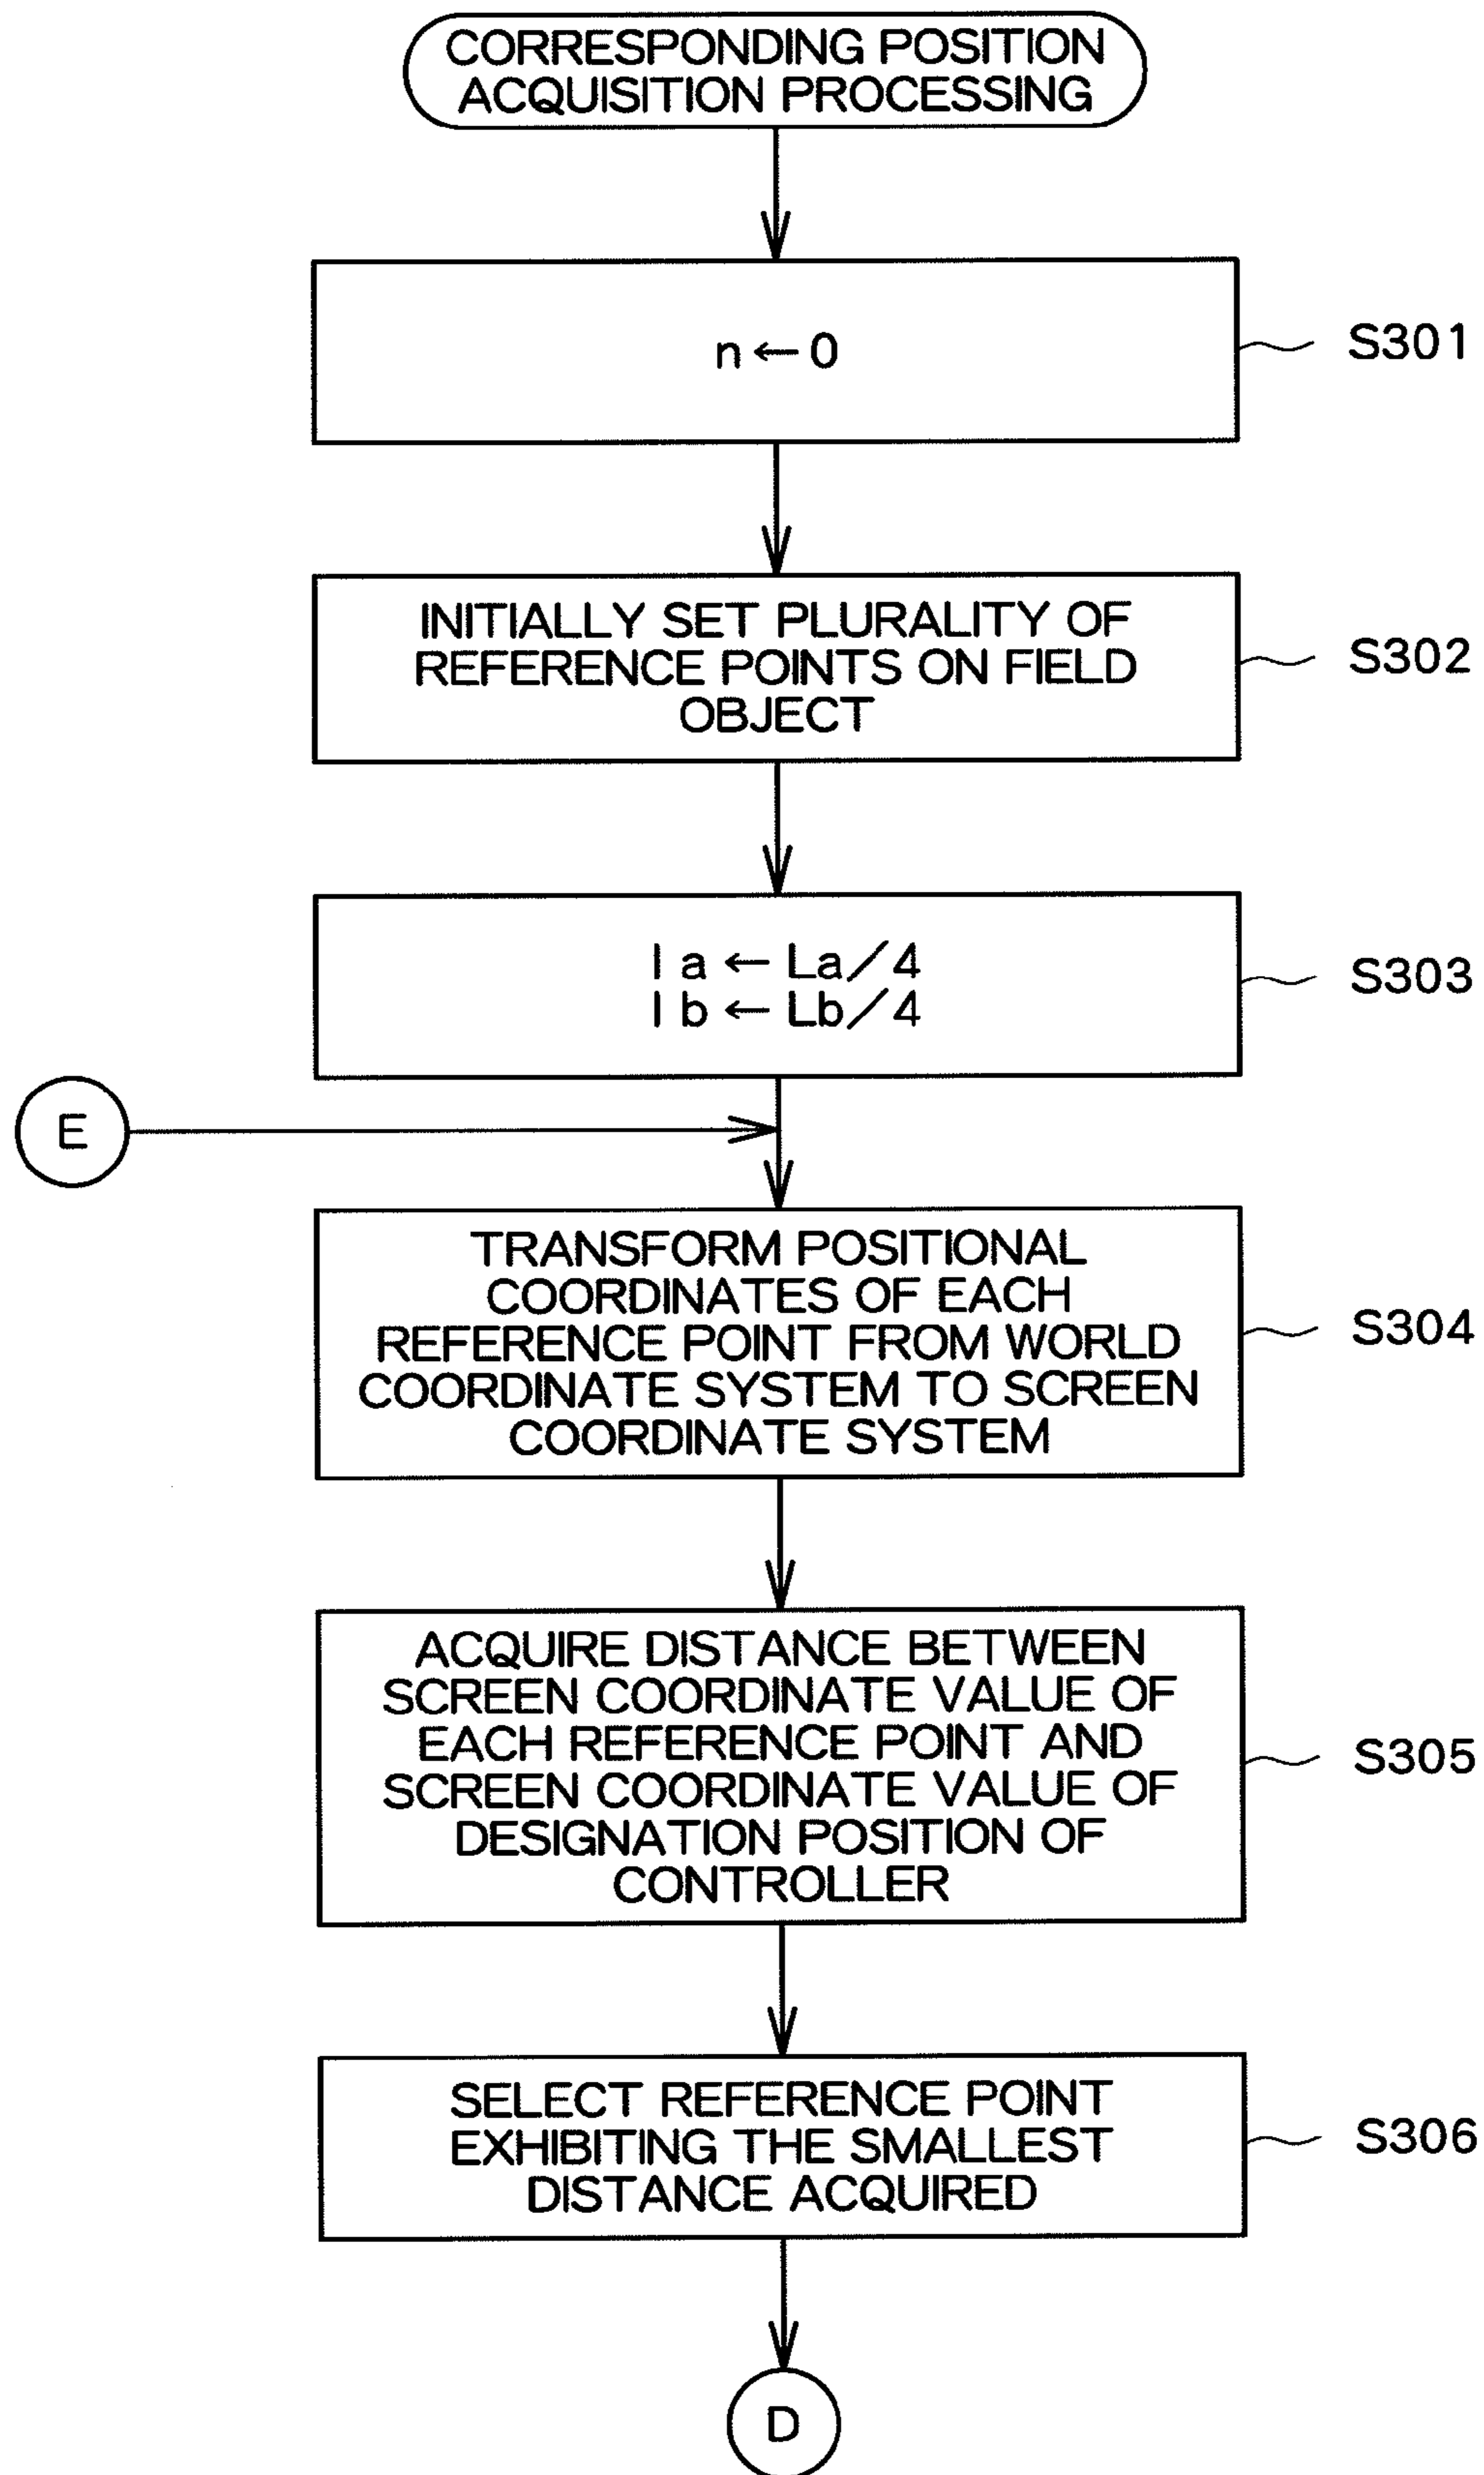 CORRESPONDING POSITION
ACQUISITION PROCESSING
n ← 0
S301
INITIALLY SET PLURALITY OF
REFERENCE POINTS ON FIELD
OBJECT
S302
l a ← La/4
l b ← Lb/4
S303
E
TRANSFORM POSITIONAL
COORDINATES OF EACH
REFERENCE POINT FROM WORLD
COORDINATE SYSTEM TO SCREEN
COORDINATE SYSTEM
S304
ACQUIRE DISTANCE BETWEEN
SCREEN COORDINATE VALUE OF
EACH REFERENCE POINT AND
SCREEN COORDINATE VALUE OF
DESIGNATION POSITION OF
CONTROLLER
S305
SELECT REFERENCE POINT
EXHIBITING THE SMALLEST
DISTANCE ACQUIRED
S306
D